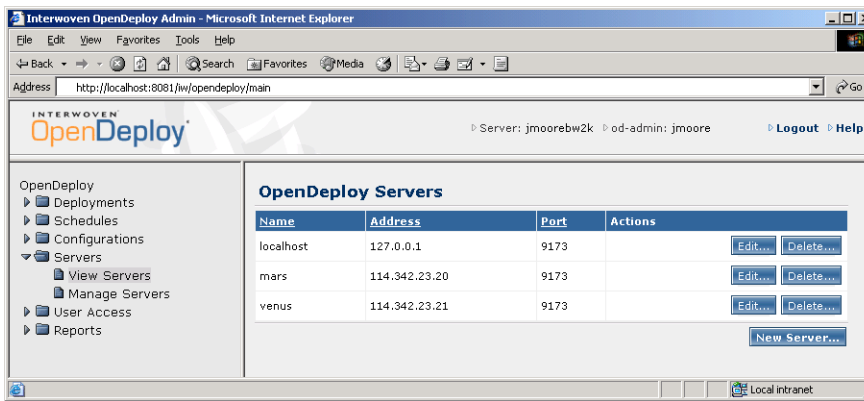 Interwoven OpenDeploy Admin - Microsoft Internet Explorer
File Edit View Favorites Tools Help
Back Search Favorites Media
Address http://localhost:8081/iw/opendeploy/main Go
INTERWOVEN
OpenDeploy
Server: jmoorebw2k od-admin: jmoore Logout Help
OpenDeploy
Deployments
Schedules
Configurations
Servers
View Servers
Manage Servers
User Access
Reports
OpenDeploy Servers
Name Address Port Actions
localhost 127.0.0.1 9173 Edit... Delete...
mars 114.342.23.20 9173 Edit... Delete...
venus 114.342.23.21 9173 Edit... Delete...
New Server...
Local intranet